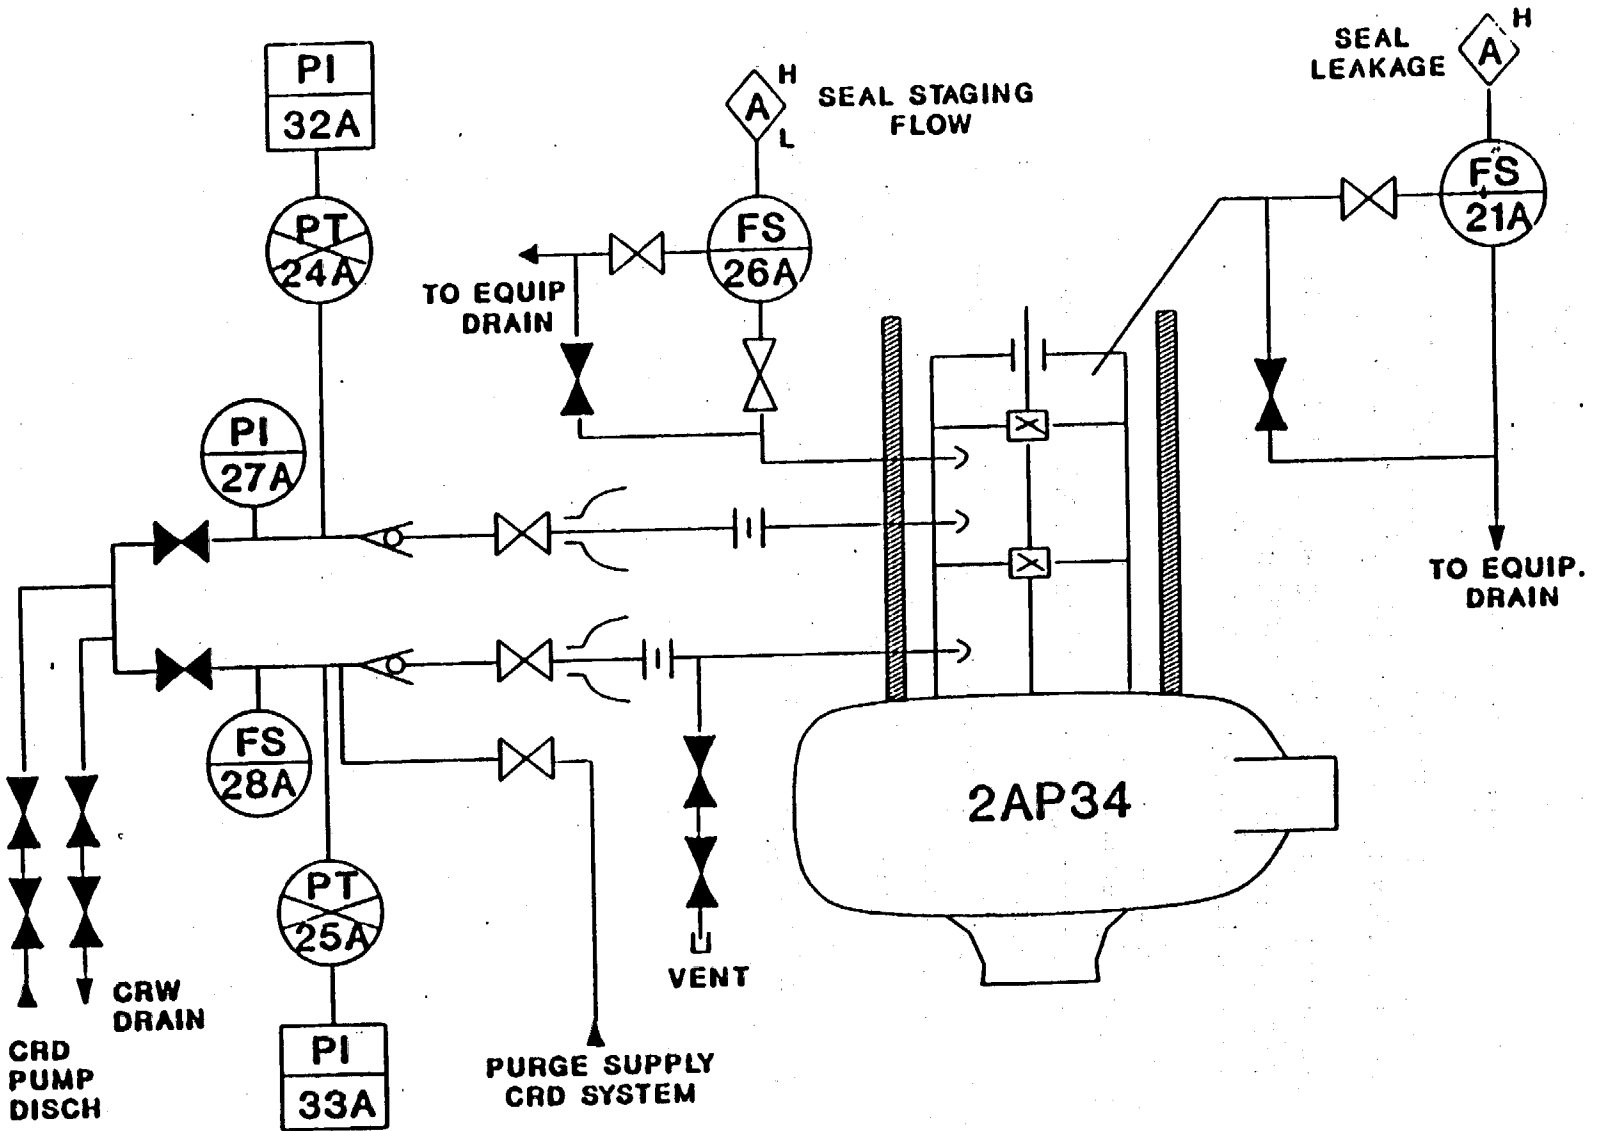 PI
32A
PT
24A
H
A
L
SEAL STAGING
FLOW
SEAL
LEAKAGE
H
A
FS
21A
FS
26A
TO EQUIP
DRAIN
PI
27A
TO EQUIP.
DRAIN
FS
28A
2AP34
PT
25A
VENT
CRW
DRAIN
CRD
PUMP
DISCH
PI
33A
PURGE SUPPLY
CRD SYSTEM